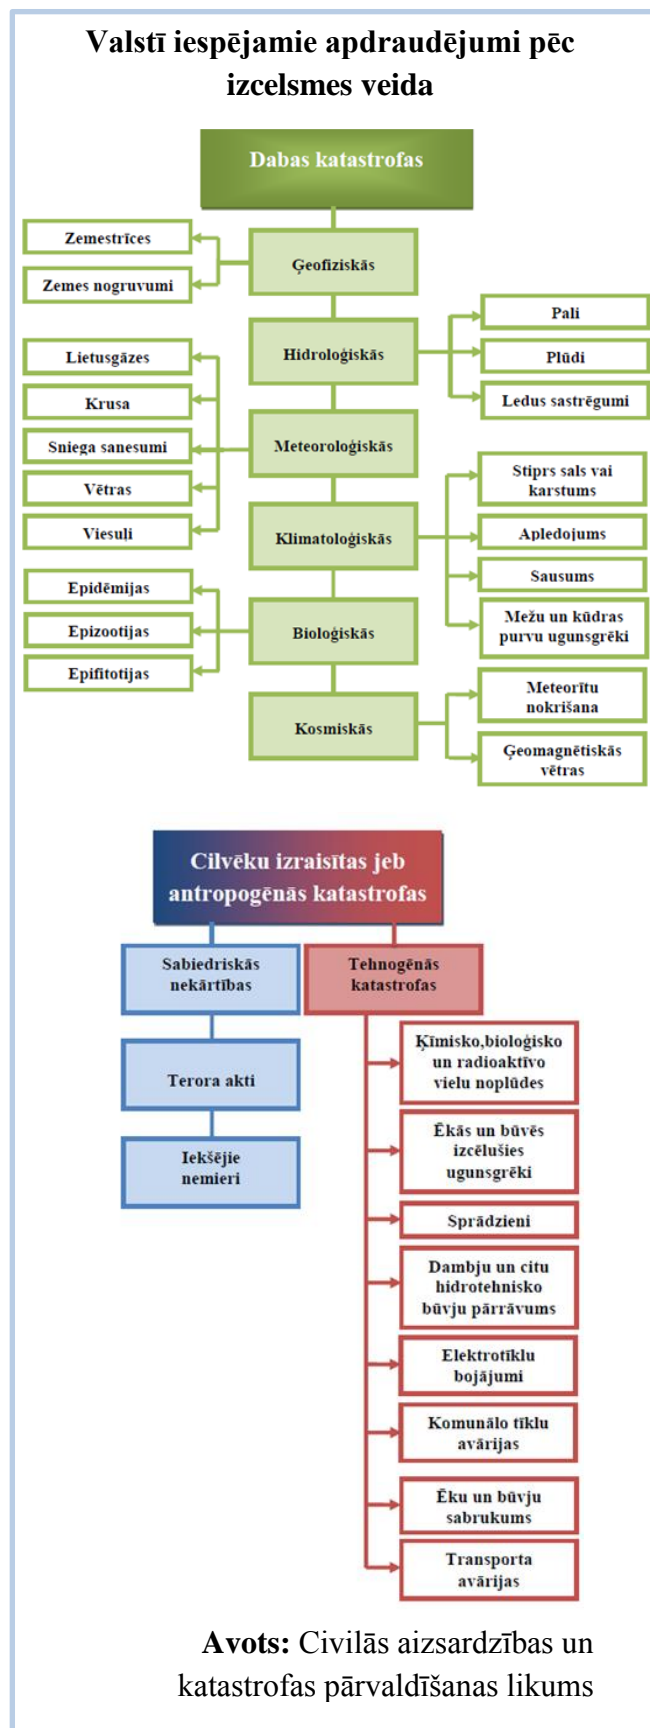 Valstī iespējamie apdraudējumi pēc
izcelsmes veida
Dabas katastrofas
Ģeofiziskās
Zemestrīces
Zemes nogruvumi
Hidroloģiskās
Pali
Plūdi
Ledus sastrēgumi
Meteoroloģiskās
Lietusgāzes
Krusa
Sniega sanesumi
Vētras
Viesuļi
Klimatoloģiskās
Stiprs sals vai
karstums
Apledojums
Sausums
Mežu un kūdras
purvu ugunsgrēki
Bioloģiskās
Epidēmijas
Epizootijas
Epifitotijas
Kosmiskās
Meteorītu
nokrišana
Ģeomagnētiskās
vētras
Cilvēku izraisītas jeb
antropogēnās katastrofas
Sabiedriskās
nekārtības
Terora akti
Iekšējie
nemieri
Tehnogēnās
katastrofas
Ķīmisko,bioloģisko
un radioaktīvo
vielu noplūdes
Ēkās un būvēs
izcēlušies
ugunsgrēki
Sprādzieni
Dambju un citu
hidrotehnisko
būvju pārrāvums
Elektrotīklu
bojājumi
Komunālo tīklu
avārijas
Ēku un būvju
sabrukums
Transporta
avārijas
Avots: Civilās aizsardzības un
katastrofas pārvaldīšanas likums